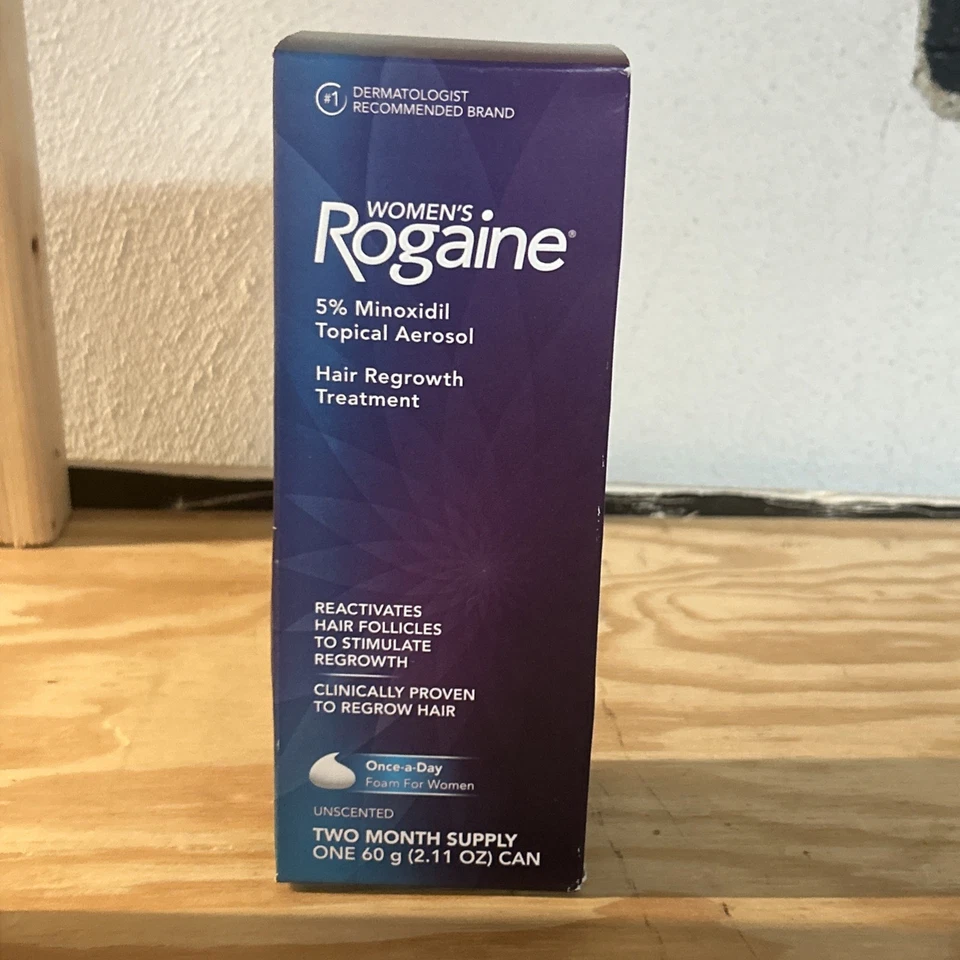 #1 DERMATOLOGIST
RECOMMENDED BRAND
WOMEN'S
Rogaine®
5% Minoxidil
Topical Aerosol
Hair Regrowth
Treatment
REACTIVATES
HAIR FOLLICLES
TO STIMULATE
REGROWTH
CLINICALLY PROVEN
TO REGROW HAIR
Once-a-Day
Foam For Women
UNSCENTED
TWO MONTH SUPPLY
ONE 60 g (2.11 OZ) CAN